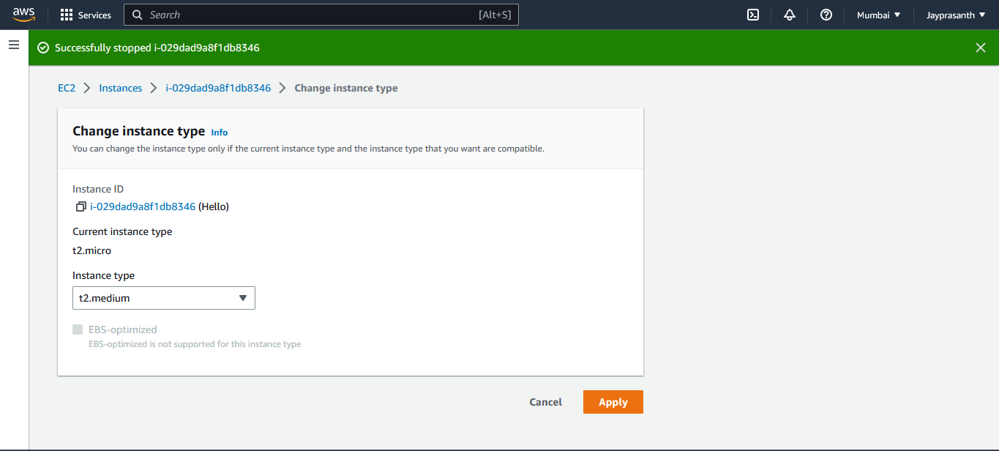 aws Services Search [Alt+S] Mumbai Jayprasanth
Successfully stopped i-029dad9a8f1db8346
EC2 Instances i-029dad9a8f1db8346 Change instance type
Change instance type Info
You can change the instance type only if the current instance type and the instance type that you want are compatible.
Instance ID
i-029dad9a8f1db8346 (Hello)
Current instance type
t2.micro
Instance type
t2.medium
EBS-optimized
EBS-optimized is not supported for this instance type
Cancel Apply